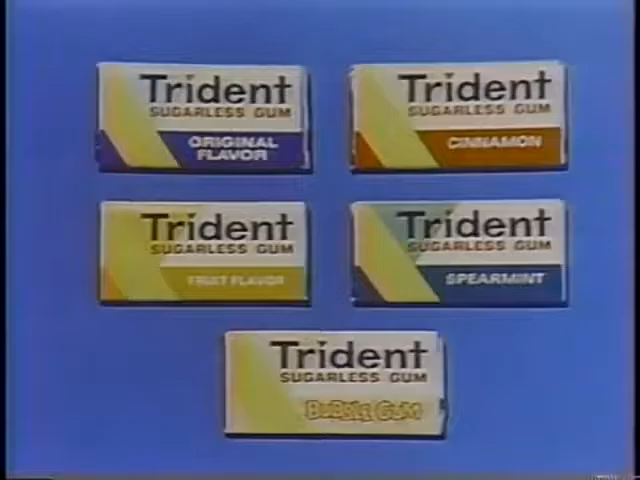 Trident
SUGARLESS GUM
ORIGINAL
FLAVOR
Trident
SUGARLESS GUM
CINNAMON
Trident
SUGARLESS GUM
FRUIT FLAVOR
Trident
SUGARLESS GUM
SPEARMINT
Trident
SUGARLESS GUM
BUBBLE GUM